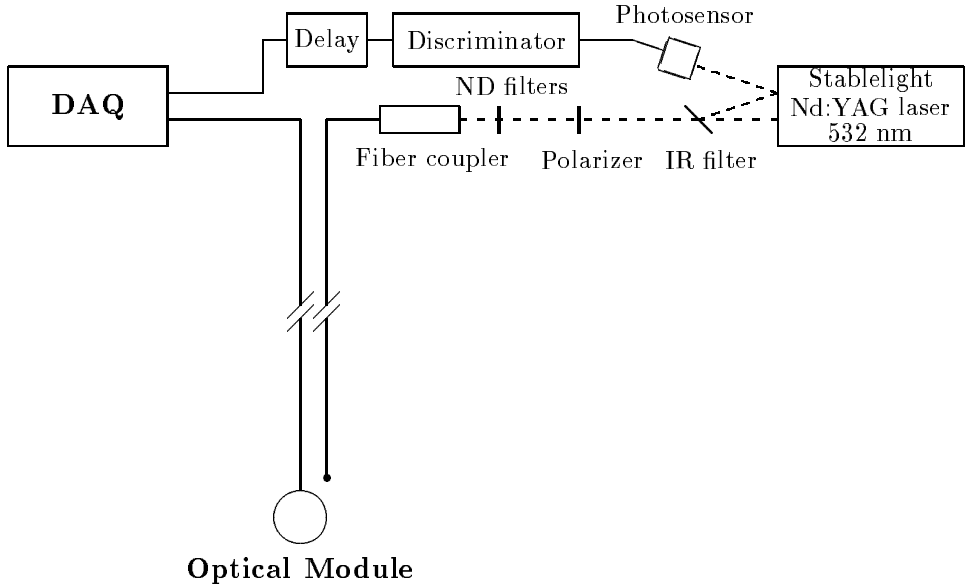 Photosensor
Delay
Discriminator
DAQ
ND filters
Stablelight
Nd:YAG laser
532 nm
Fiber coupler
Polarizer
IR filter
Optical Module